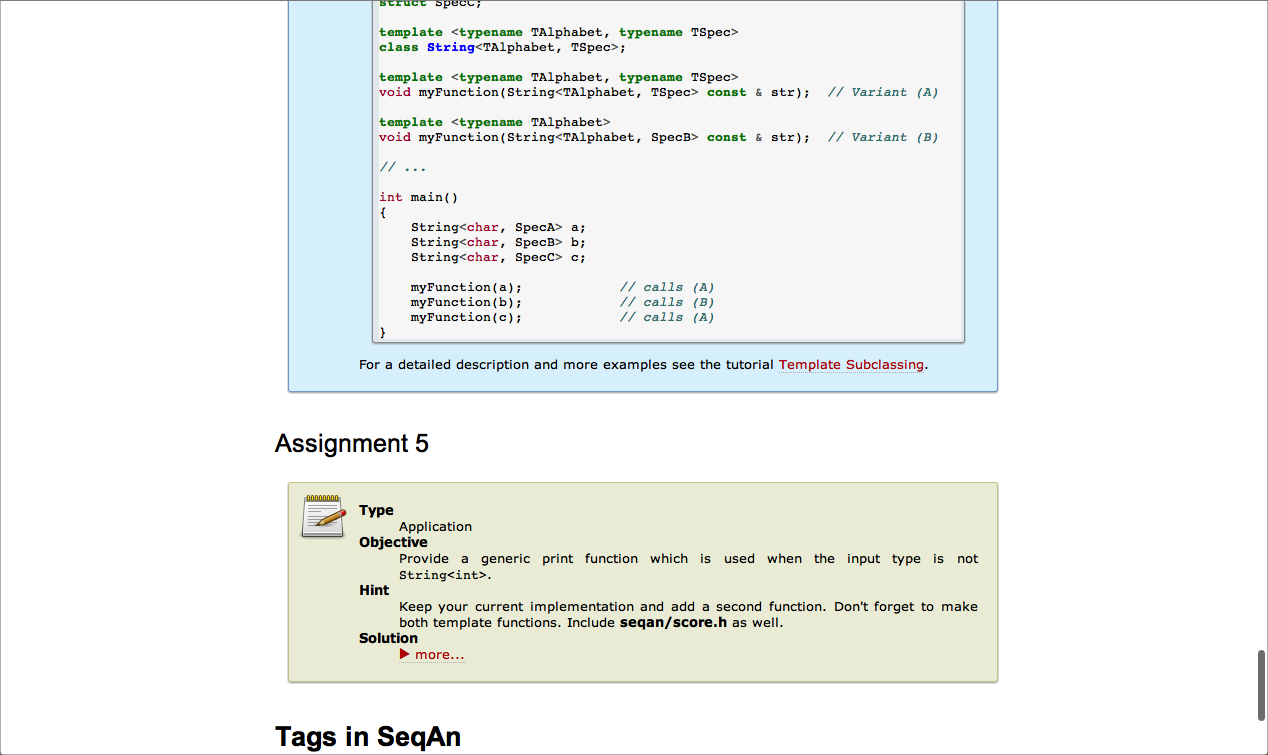 struct SpecC;
template <typename TAlphabet, typename TSpec>
class String<TAlphabet, TSpec>;
template <typename TAlphabet, typename TSpec>
void myFunction(String<TAlphabet, TSpec> const & str);  // Variant (A)
template <typename TAlphabet>
void myFunction(String<TAlphabet, SpecB> const & str);  // Variant (B)
// ...
int main()
{
    String<char, SpecA> a;
    String<char, SpecB> b;
    String<char, SpecC> c;
    myFunction(a);            // calls (A)
    myFunction(b);            // calls (B)
    myFunction(c);            // calls (A)
}
For a detailed description and more examples see the tutorial Template Subclassing.
Assignment 5
Type
Application
Objective
Provide a generic print function which is used when the input type is not
String<int>.
Hint
Keep your current implementation and add a second function. Don't forget to make
both template functions. Include seqan/score.h as well.
Solution
▶ more...
Tags in SeqAn